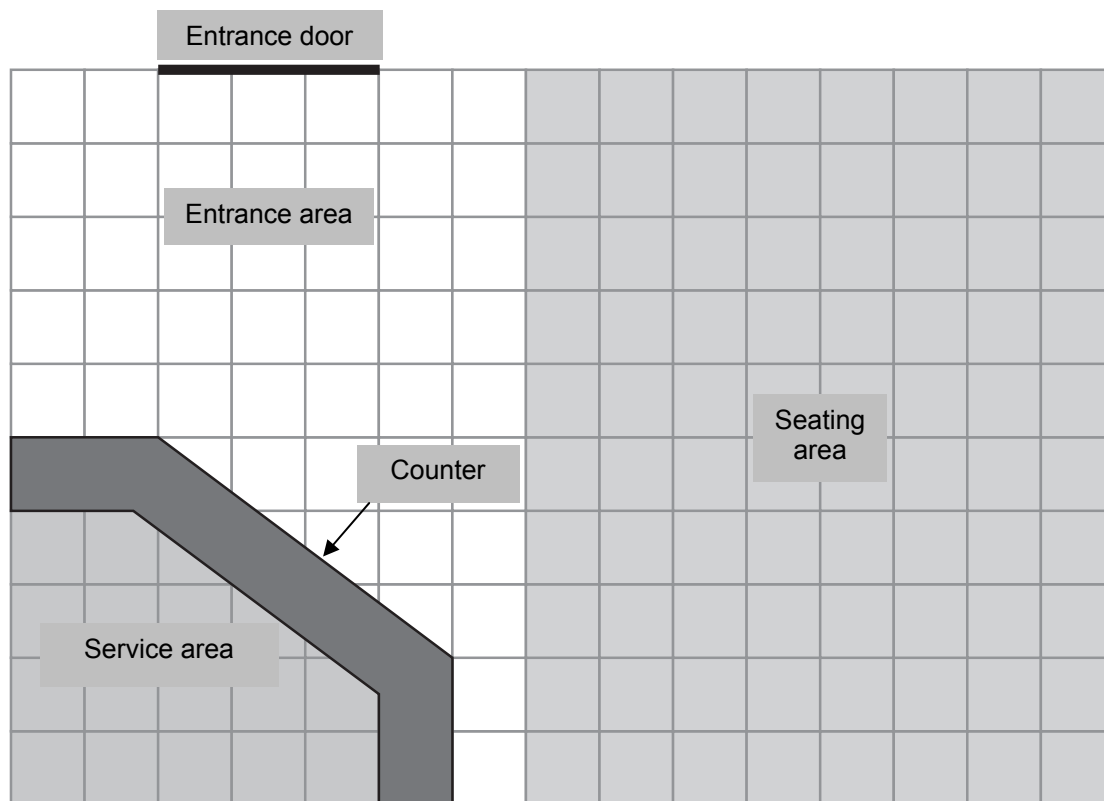 Entrance door
Entrance area
Seating
area
Counter
Service area